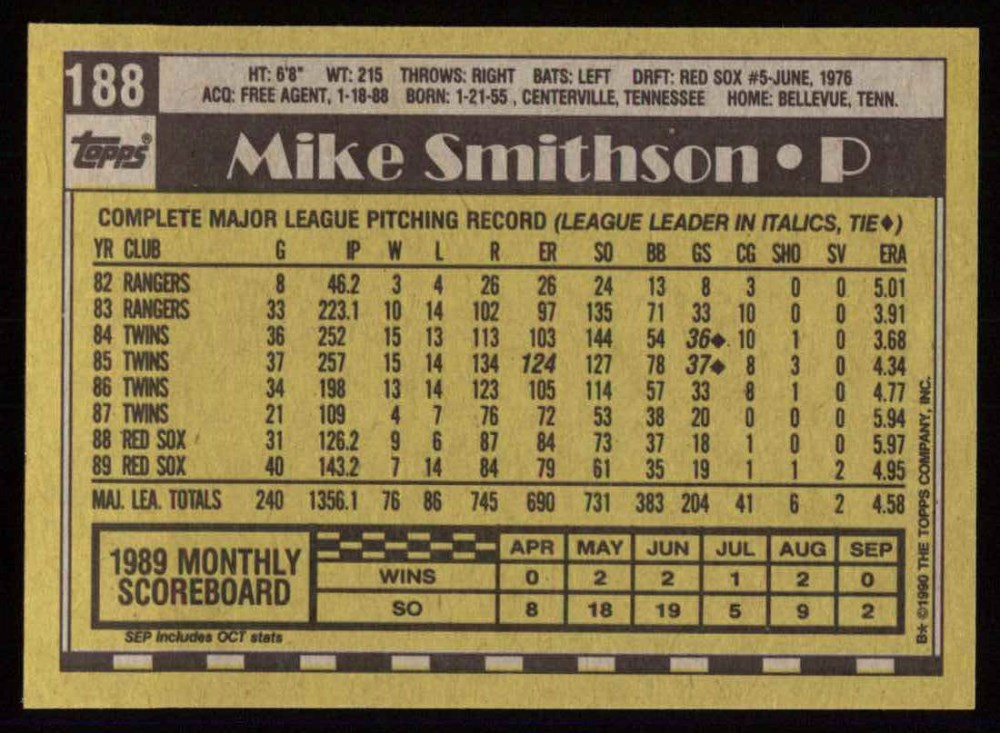 188
HT: 6'8" WT: 215 THROWS: RIGHT BATS: LEFT DRFT: RED SOX #5-JUNE, 1976
ACQ: FREE AGENT, 1-18-88 BORN: 1-21-55 , CENTERVILLE, TENNESSEE HOME: BELLEVUE, TENN.
topps®
Mike Smithson • P
COMPLETE MAJOR LEAGUE PITCHING RECORD (LEAGUE LEADER IN ITALICS, TIE♦)
YR CLUB G IP W L R ER SO BB GS CG SHO SV ERA
82 RANGERS 8 46.2 3 4 26 26 24 13 8 3 0 0 5.01
83 RANGERS 33 223.1 10 14 102 97 135 71 33 10 0 0 3.91
84 TWINS 36 252 15 13 113 103 144 54 36♦ 10 1 0 3.68
85 TWINS 37 257 15 14 134 124 127 78 37♦ 8 3 0 4.34
86 TWINS 34 198 13 14 123 105 114 57 33 8 1 0 4.77
87 TWINS 21 109 4 7 76 72 53 38 20 0 0 0 5.94
88 RED SOX 31 126.2 9 6 87 84 73 37 18 1 0 0 5.97
89 RED SOX 40 143.2 7 14 84 79 61 35 19 1 1 2 4.95
MAJ. LEA. TOTALS 240 1356.1 76 86 745 690 731 383 204 41 6 2 4.58
1989 MONTHLY
SCOREBOARD
APR MAY JUN JUL AUG SEP
WINS 0 2 2 1 2 0
SO 8 18 19 5 9 2
SEP includes OCT stats
B* ©1990 THE TOPPS COMPANY, INC.